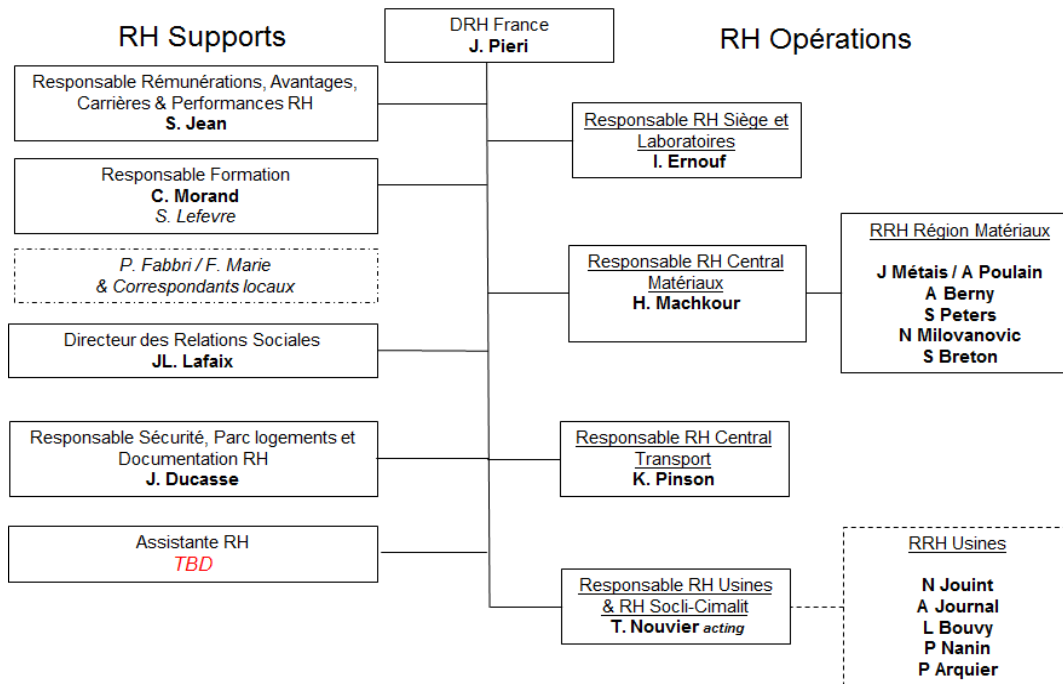 RH Supports
DRH France
J. Pieri
RH Opérations
Responsable Rémunérations, Avantages,
Carrières & Performances RH
S. Jean
Responsable Formation
C. Morand
S. Lefevre
P. Fabbri / F. Marie
& Correspondants locaux
Directeur des Relations Sociales
JL. Lafaix
Responsable Sécurité, Parc logements et
Documentation RH
J. Ducasse
Assistante RH
TBD
Responsable RH Siège et
Laboratoires
I. Ernouf
Responsable RH Central
Matériaux
H. Machkour
RRH Région Matériaux
J Métais / A Poulain
A Berny
S Peters
N Milovanovic
S Breton
Responsable RH Central
Transport
K. Pinson
Responsable RH Usines
& RH Socli-Cimalit
T. Nouvier acting
RRH Usines
N Jouint
A Journal
L Bouvy
P Nanin
P Arquier